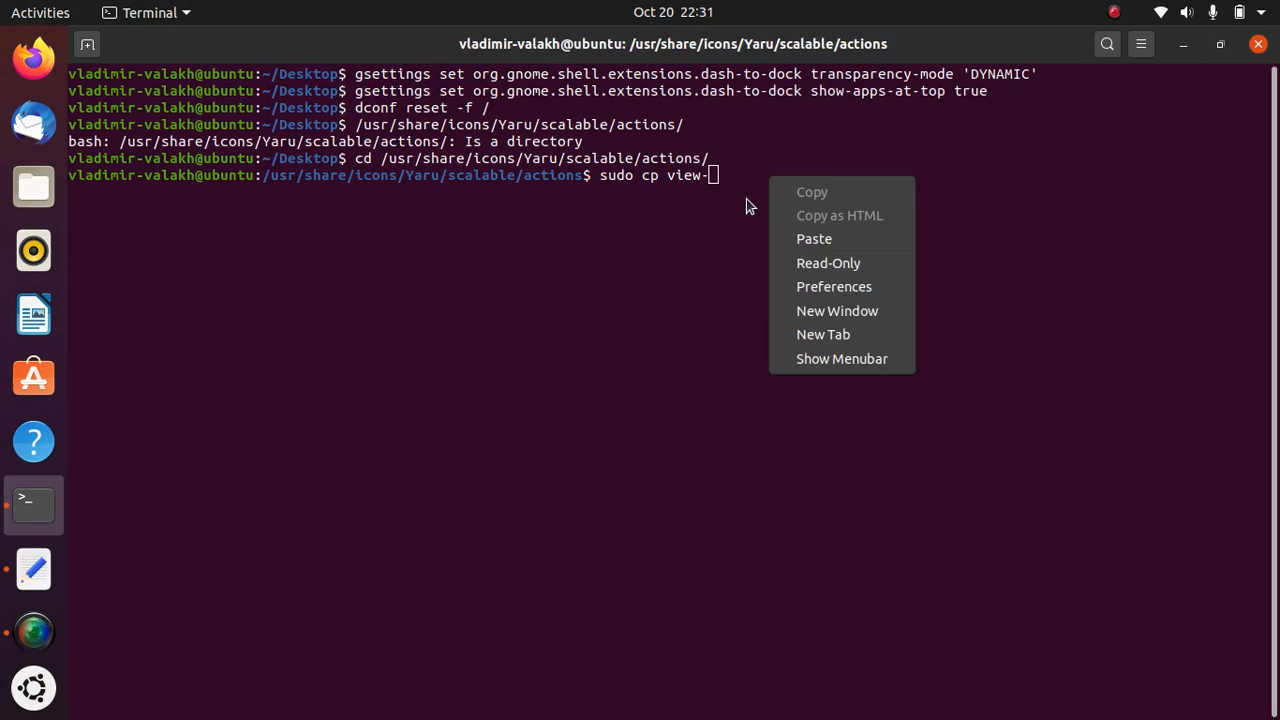 Activities
Terminal
Oct 20 22:31
vladimir-valakh@ubuntu: /usr/share/icons/Yaru/scalable/actions
vladimir-valakh@ubuntu:~/Desktop$ gsettings set org.gnome.shell.extensions.dash-to-dock transparency-mode 'DYNAMIC'
vladimir-valakh@ubuntu:~/Desktop$ gsettings set org.gnome.shell.extensions.dash-to-dock show-apps-at-top true
vladimir-valakh@ubuntu:~/Desktop$ dconf reset -f /
vladimir-valakh@ubuntu:~/Desktop$ /usr/share/icons/Yaru/scalable/actions/
bash: /usr/share/icons/Yaru/scalable/actions/: Is a directory
vladimir-valakh@ubuntu:~/Desktop$ cd /usr/share/icons/Yaru/scalable/actions/
vladimir-valakh@ubuntu:/usr/share/icons/Yaru/scalable/actions$ sudo cp view-
Copy
Copy as HTML
Paste
Read-Only
Preferences
New Window
New Tab
Show Menubar